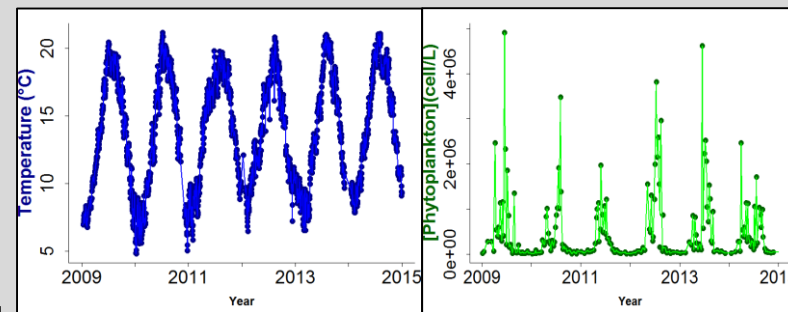 Temperature (°C)
20
15
10
5
2009
2011
2013
2015
Year
[Phytoplankton](cell/L)
4e+06
2e+06
0e+00
2009
2011
2013
201
Year